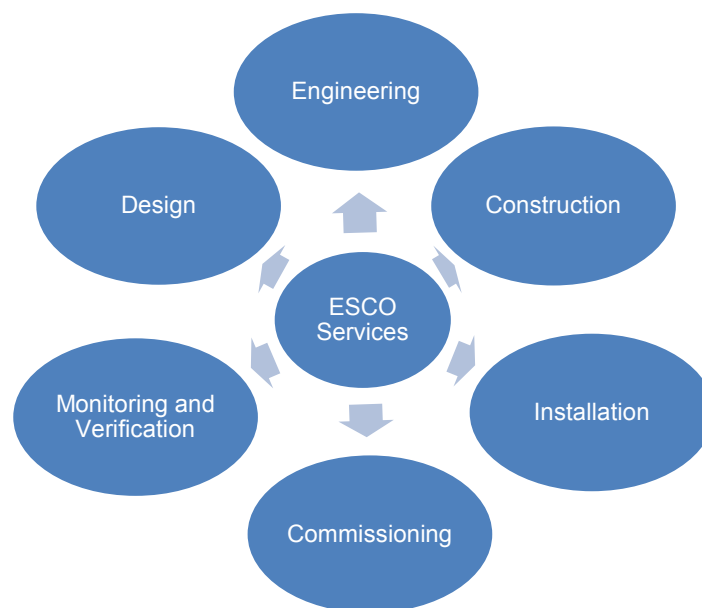 Engineering
Design
Construction
ESCO
Services
Monitoring and
Verification
Installation
Commissioning